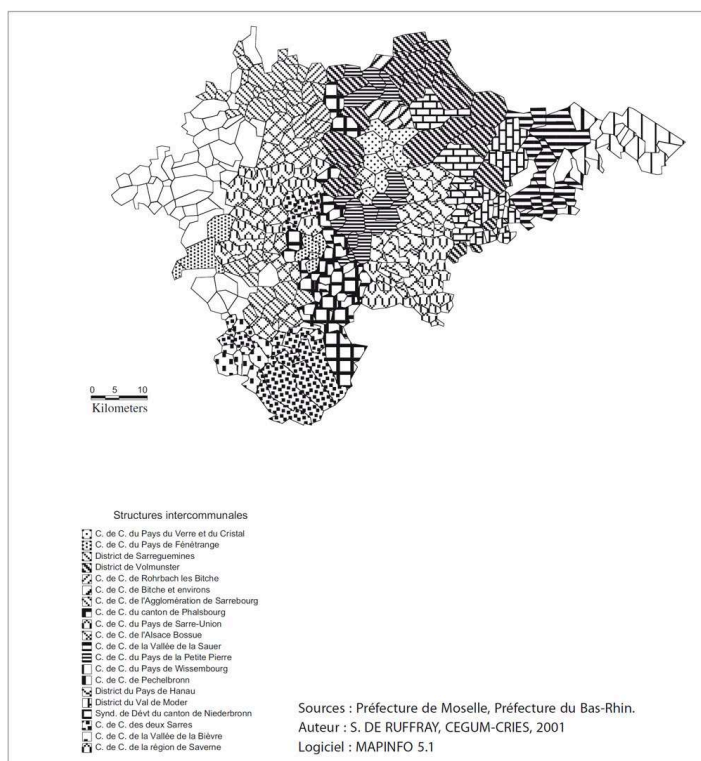 0 5 10
Kilometers
Structures intercommunales
C. de C. du Pays du Verre et du Cristal
C. de C. du Pays de Fénétrange
District de Sarreguemines
District de Volmunster
C. de C. de Rohrbach les Bitche
C. de C. de Bitche et environs
C. de C. de l'Agglomération de Sarrebourg
C. de C. du canton de Phalsbourg
C. de C. du Pays de Sarre-Union
C. de C. de l'Alsace Bossue
C. de C. de la Vallée de la Sauer
C. de C. du Pays de la Petite Pierre
C. de C. du Pays de Wissembourg
C. de C. de Pechelbronn
District du Pays de Hanau
District du Val de Moder
Synd. de Dévt du canton de Niederbronn
C. de C. des deux Sarres
C. de C. de la Vallée de la Bièvre
C. de C. de la région de Saverne
Sources : Préfecture de Moselle, Préfecture du Bas-Rhin.
Auteur : S. DE RUFFRAY, CEGUM-CRIES, 2001
Logiciel : MAPINFO 5.1